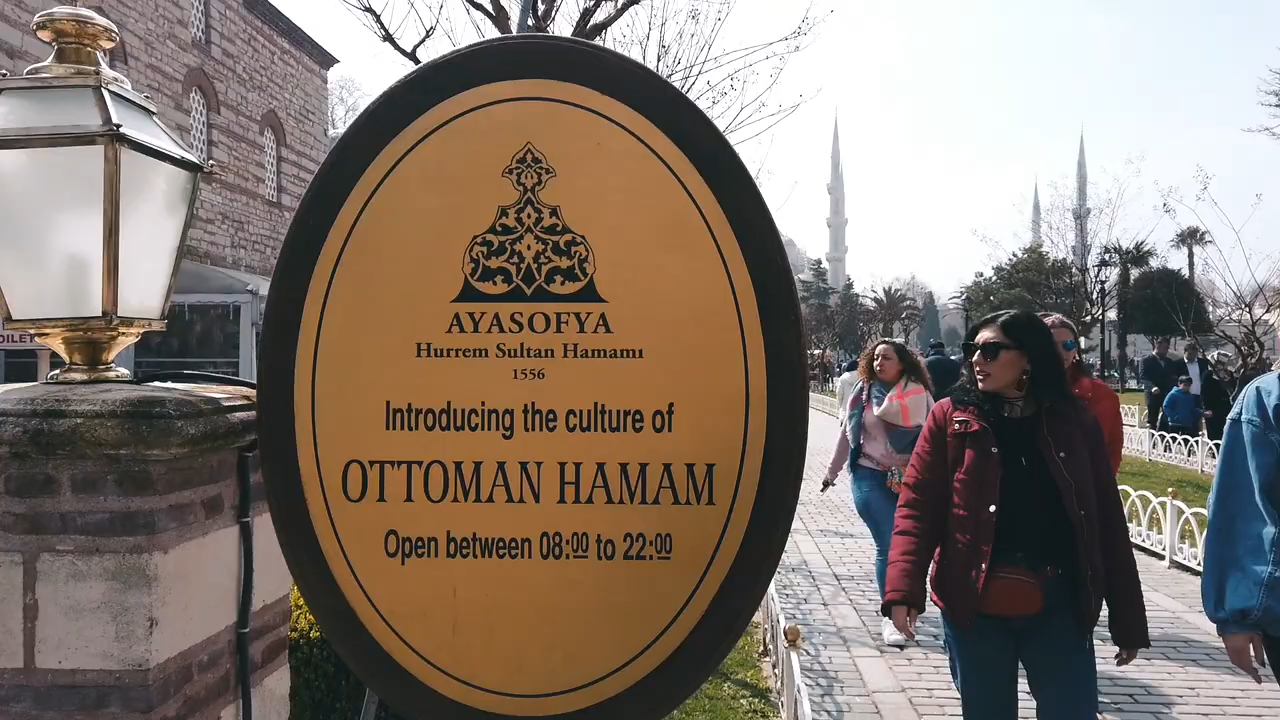 AYASOFYA
Hurrem Sultan Hamamı
1556
Introducing the culture of
OTTOMAN HAMAM
Open between 08:00 to 22:00